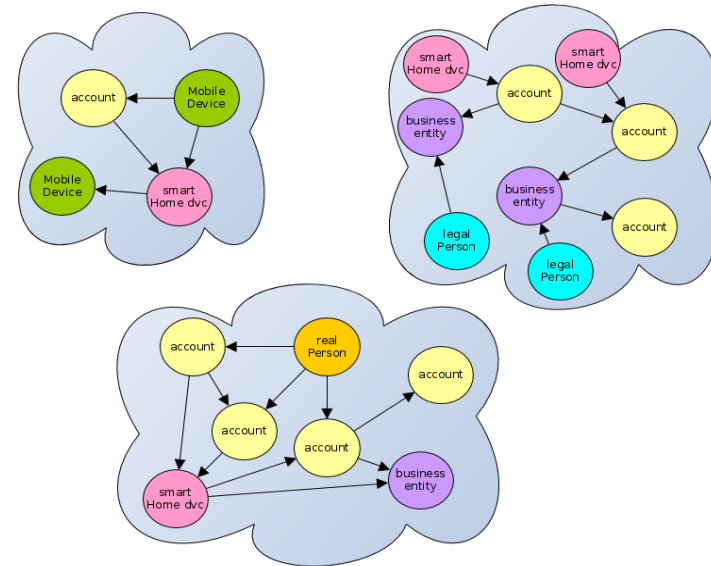 account
Mobile
Device
Mobile
Device
smart
Home dvc
smart
Home dvc
smart
Home dvc
account
business
entity
account
business
entity
account
legal
Person
legal
Person
account
real
Person
account
account
account
smart
Home dvc
business
entity